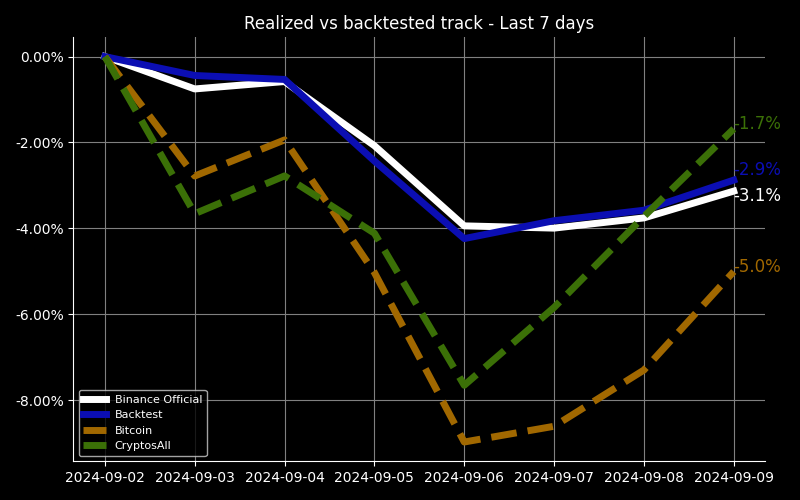 Realized vs backtested track - Last 7 days
0.00%
-2.00%
-4.00%
-6.00%
-8.00%
-1.7%
-2.9%
-3.1%
-5.0%
Binance Official
Backtest
Bitcoin
CryptosAll
2024-09-02 2024-09-03 2024-09-04 2024-09-05 2024-09-06 2024-09-07 2024-09-08 2024-09-09